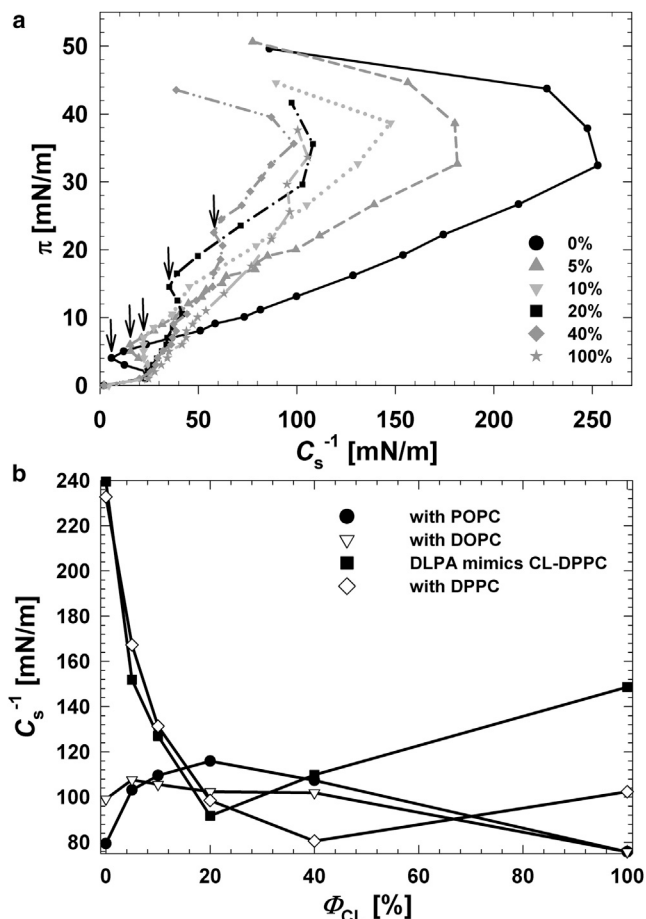 a
50
40
30
20
10
0
π [mN/m]
0%
5%
10%
20%
40%
100%
0 50 100 150 200 250
Cs-1 [mN/m]
b
240
220
200
180
160
140
120
100
80
Cs-1 [mN/m]
with POPC
with DOPC
DLPA mimics CL-DPPC
with DPPC
0 20 40 60 80 100
ΦCL [%]